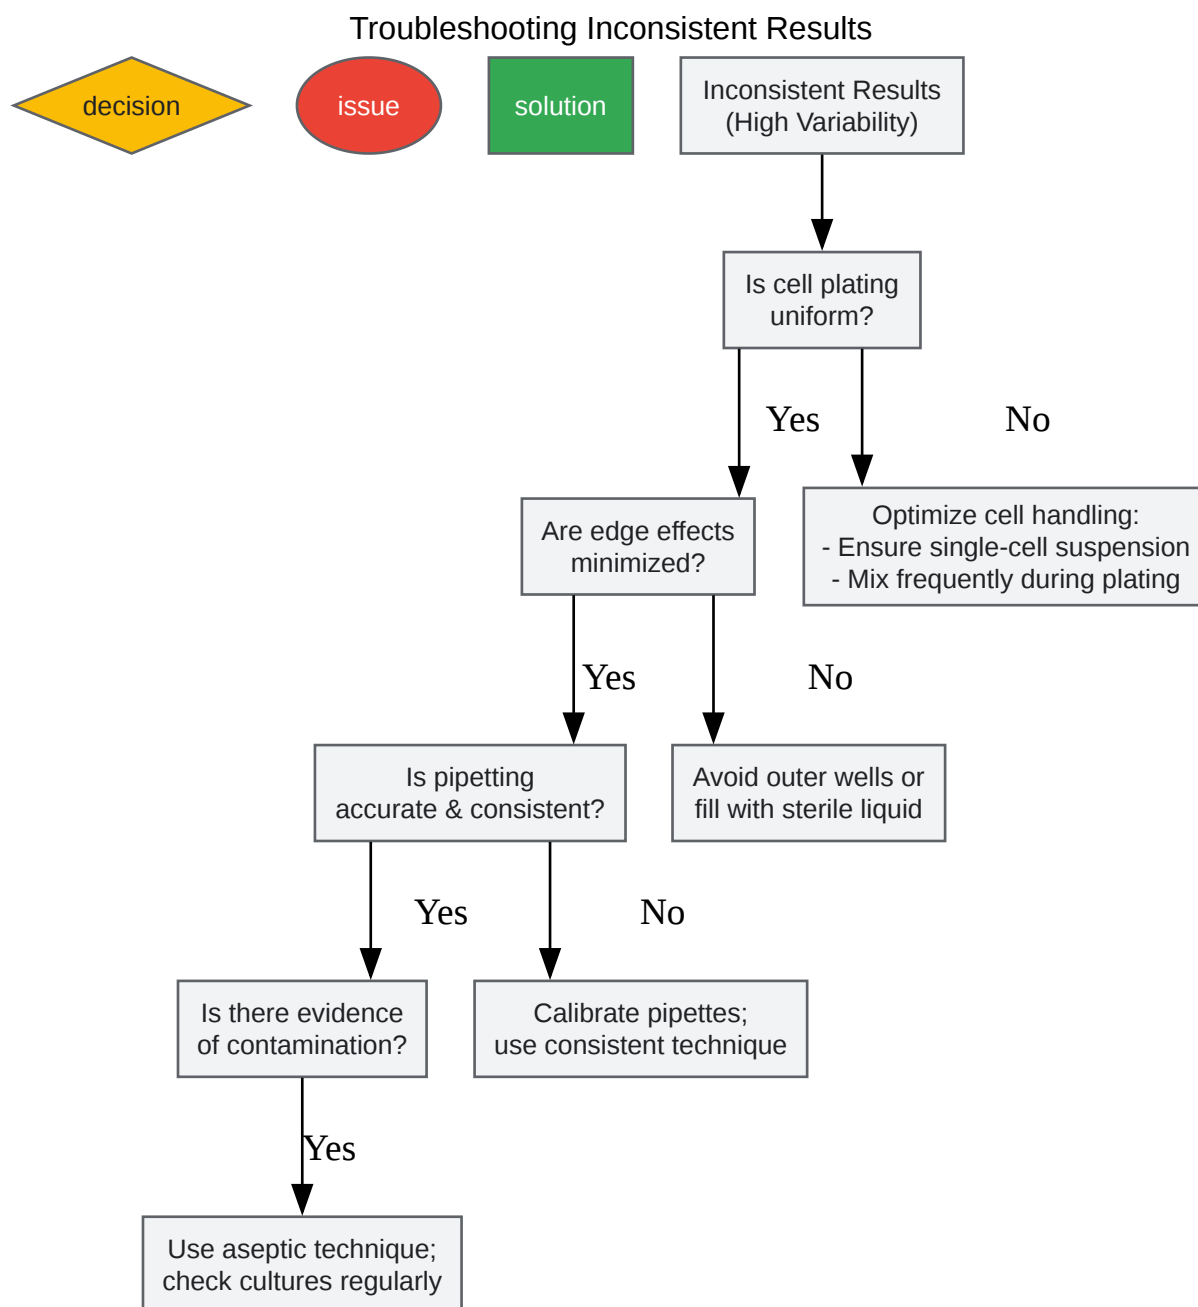 Troubleshooting Inconsistent Results
decision
issue
solution
Inconsistent Results
(High Variability)
Is cell plating
uniform?
Yes
No
Are edge effects
minimized?
Optimize cell handling:
- Ensure single-cell suspension
- Mix frequently during plating
Yes
No
Is pipetting
accurate & consistent?
Avoid outer wells or
fill with sterile liquid
Yes
No
Is there evidence
of contamination?
Calibrate pipettes;
use consistent technique
Yes
Use aseptic technique;
check cultures regularly